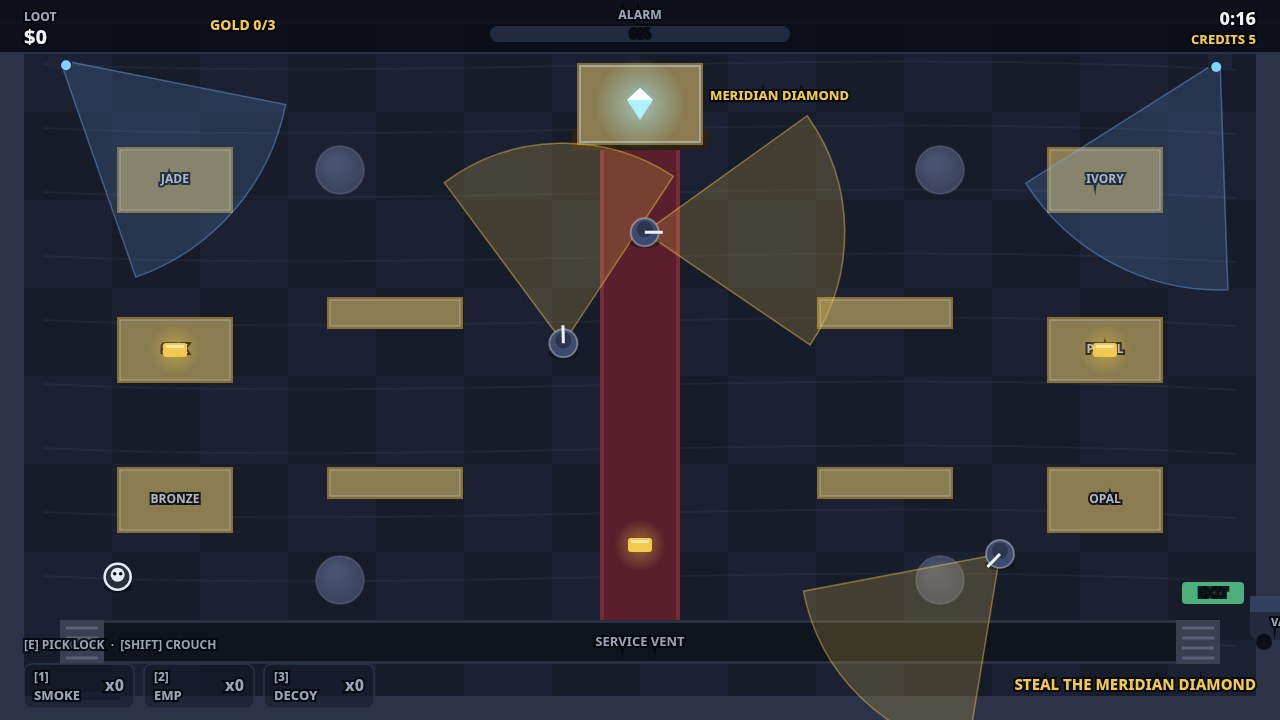 LOOT
$0
GOLD 0/3
ALARM
0:16
CREDITS 5
MERIDIAN DIAMOND
JADE
IVORY
BRONZE
OPAL
[E] PICK LOCK · [SHIFT] CROUCH
SERVICE VENT
[1]
SMOKE
x0
[2]
EMP
x0
[3]
DECOY
x0
STEAL THE MERIDIAN DIAMOND